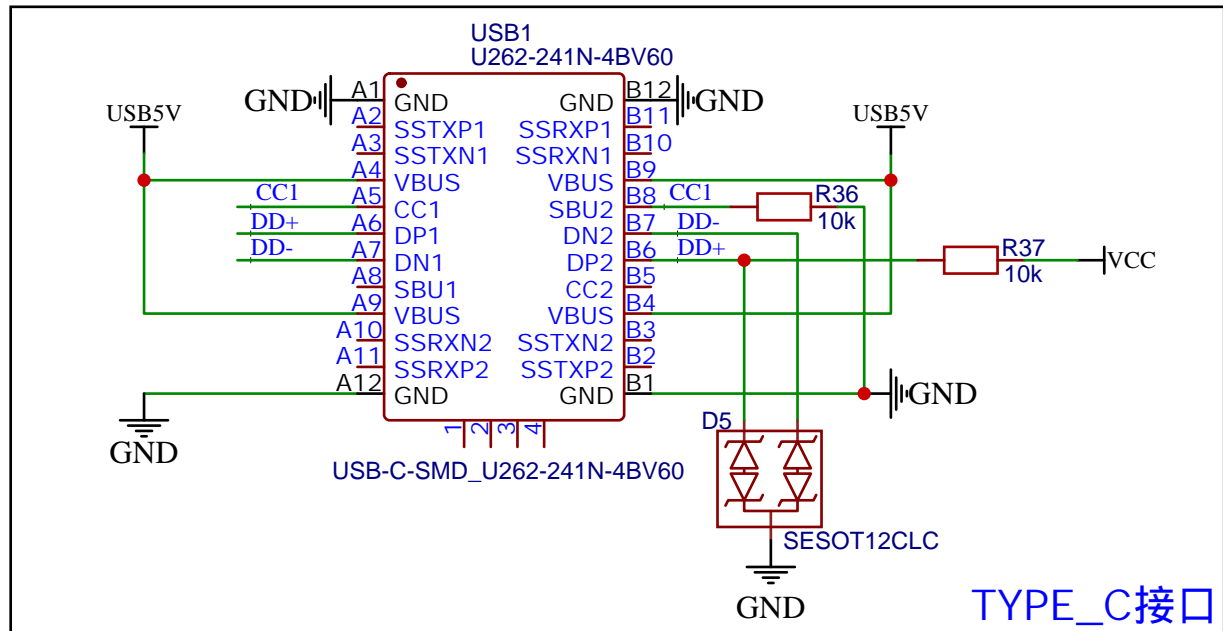 USB1
U262-241N-4BV60
GND A1 GND GND B12 GND
USB5V A2 SSTXP1 SSRXP1 B11 USB5V
A3 SSTXN1 SSRXN1 B10
A4 VBUS VBUS B9
CC1 A5 CC1 SBU2 B8 CC1 R36 10k
DD+ A6 DP1 DN2 B7 DD-
DD- A7 DN1 DP2 B6 DD+ R37 10k VCC
A8 SBU1 CC2 B5
A9 VBUS VBUS B4
A10 SSRXN2 SSTXN2 B3
A11 SSRXP2 SSTXP2 B2
A12 GND GND B1 GND
GND 1 2 3 4 D5
USB-C-SMD_U262-241N-4BV60
SESOT12CLC
GND
TYPE_C接口